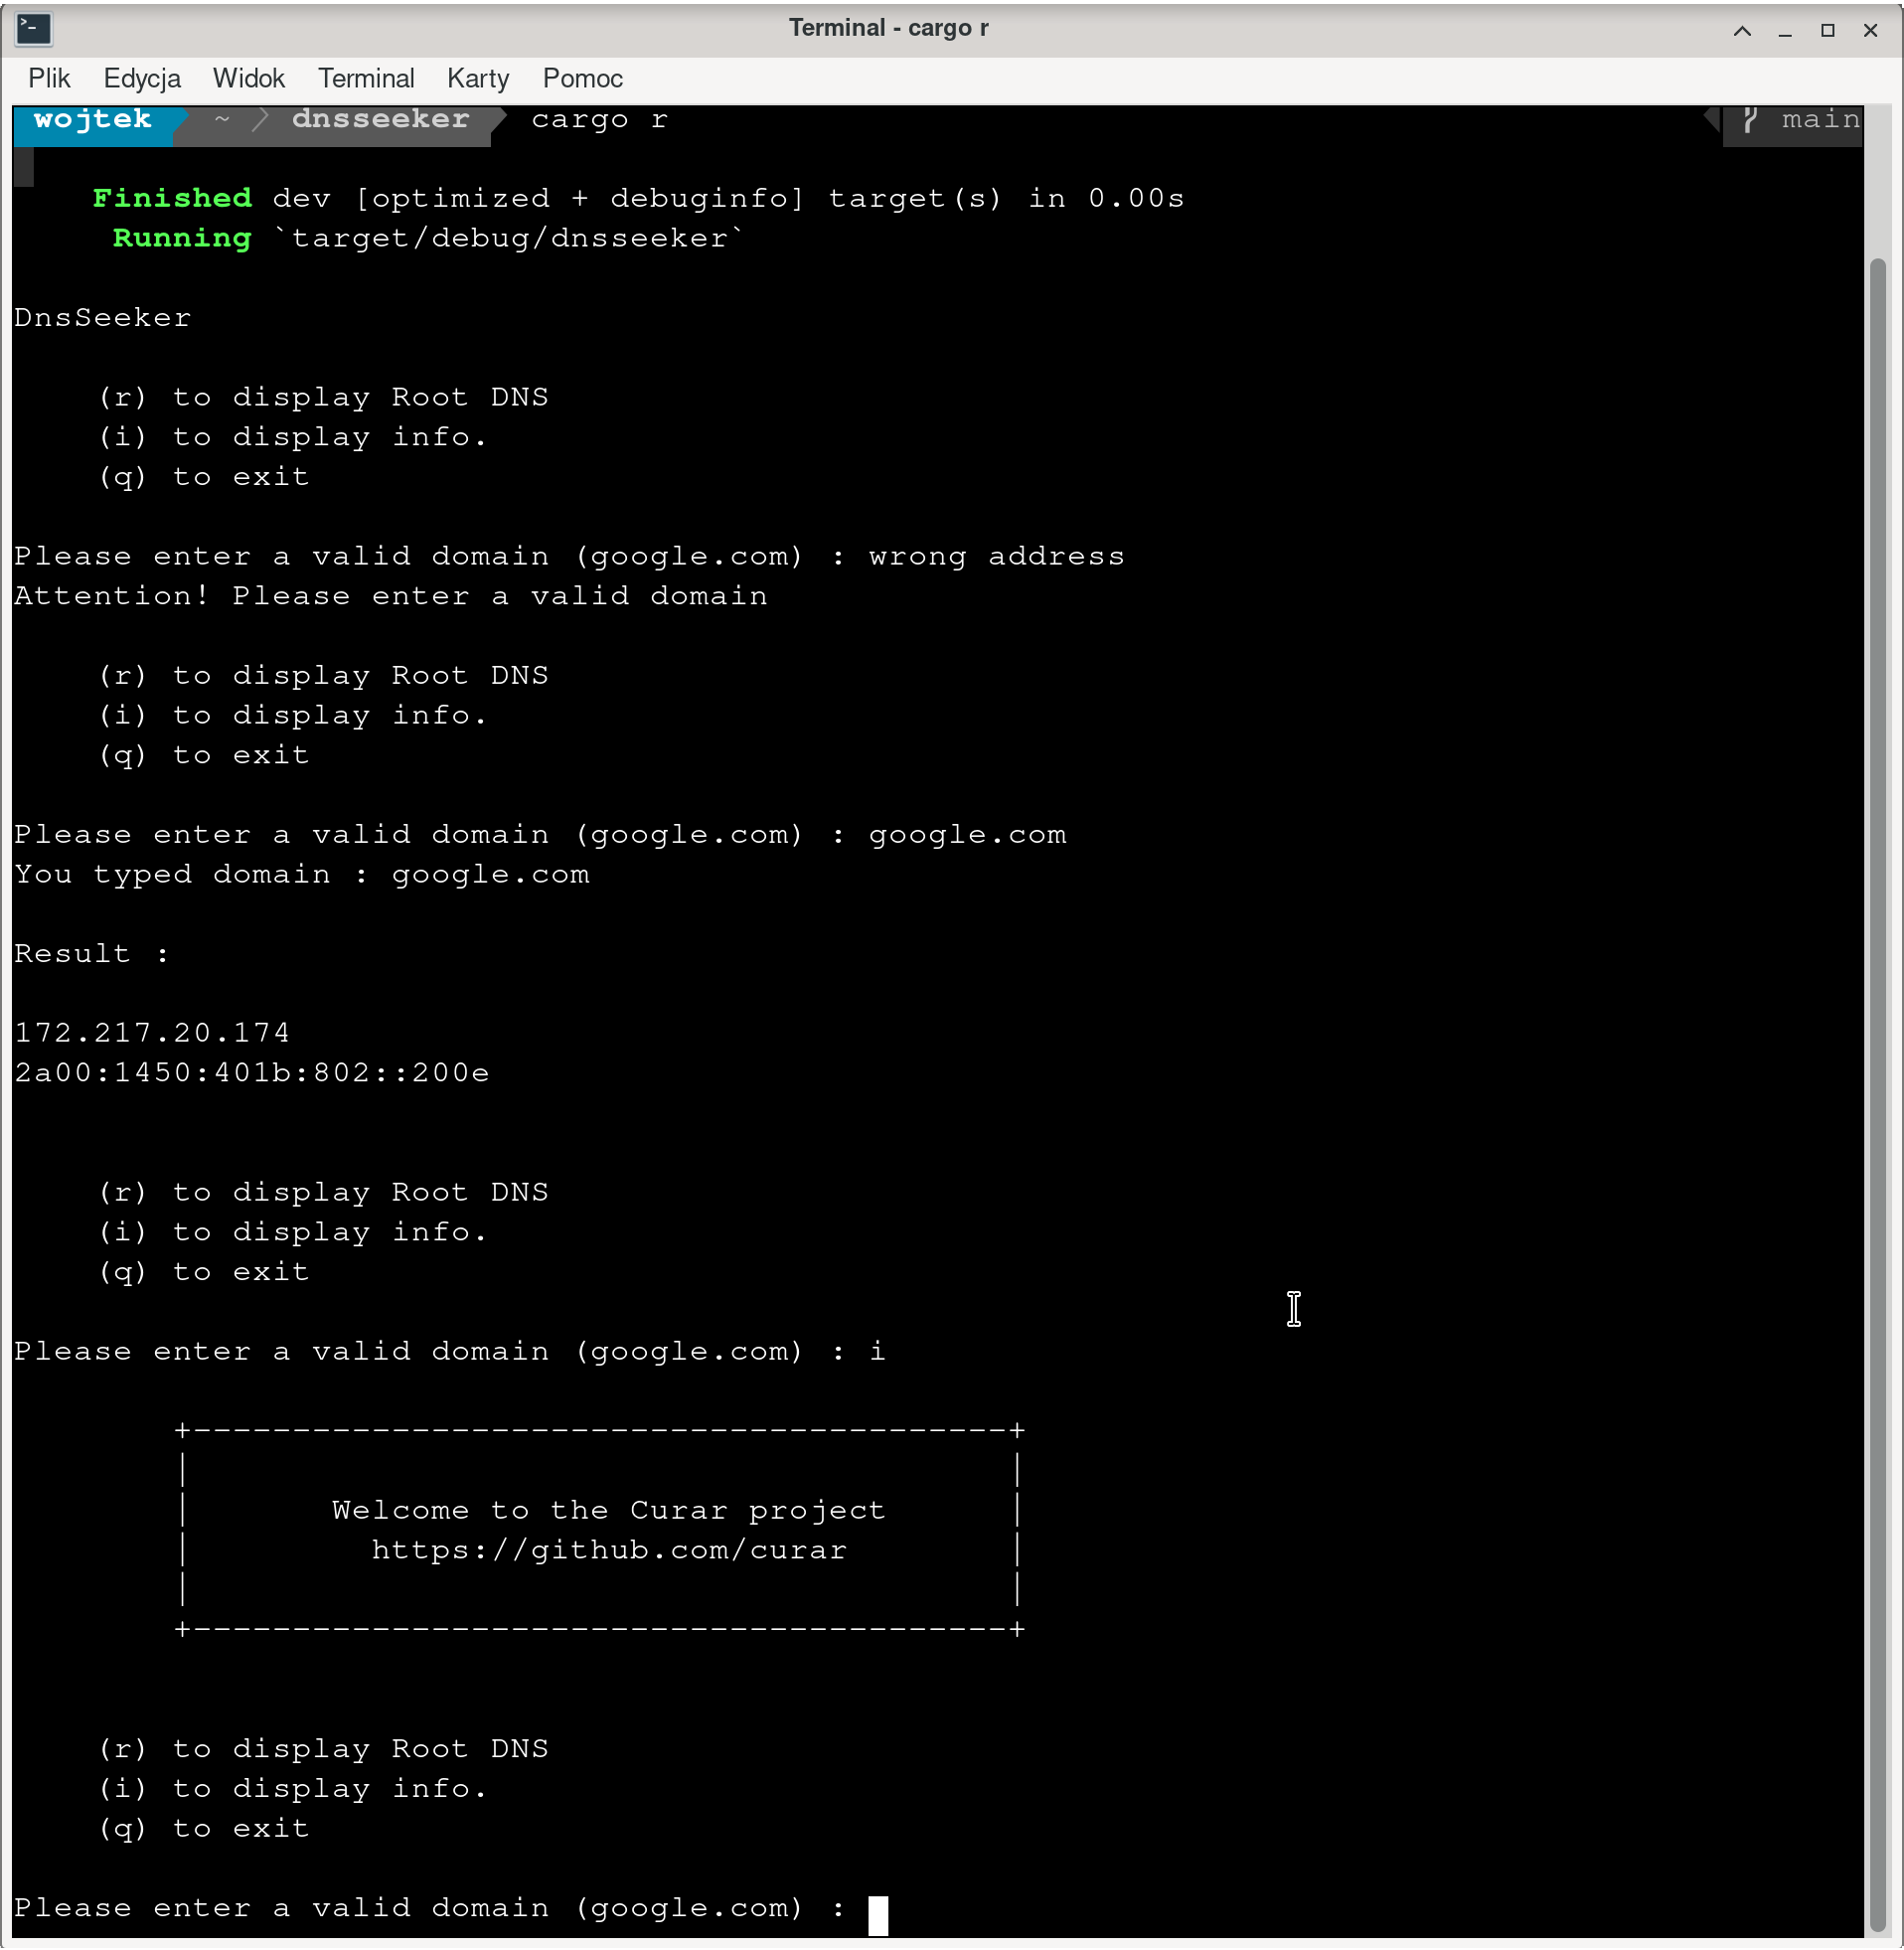 Terminal - cargo r
Plik Edycja Widok Terminal Karty Pomoc
wojtek ~ dnsseeker cargo r main
Finished dev [optimized + debuginfo] target(s) in 0.00s
Running `target/debug/dnsseeker`
DnsSeeker
(r) to display Root DNS
(i) to display info.
(q) to exit
Please enter a valid domain (google.com) : wrong address
Attention! Please enter a valid domain
(r) to display Root DNS
(i) to display info.
(q) to exit
Please enter a valid domain (google.com) : google.com
You typed domain : google.com
Result :
172.217.20.174
2a00:1450:401b:802::200e
(r) to display Root DNS
(i) to display info.
(q) to exit
Please enter a valid domain (google.com) : i
+-----------------------------------------+
| |
| Welcome to the Curar project |
| https://github.com/curar |
| |
+-----------------------------------------+
(r) to display Root DNS
(i) to display info.
(q) to exit
Please enter a valid domain (google.com) :